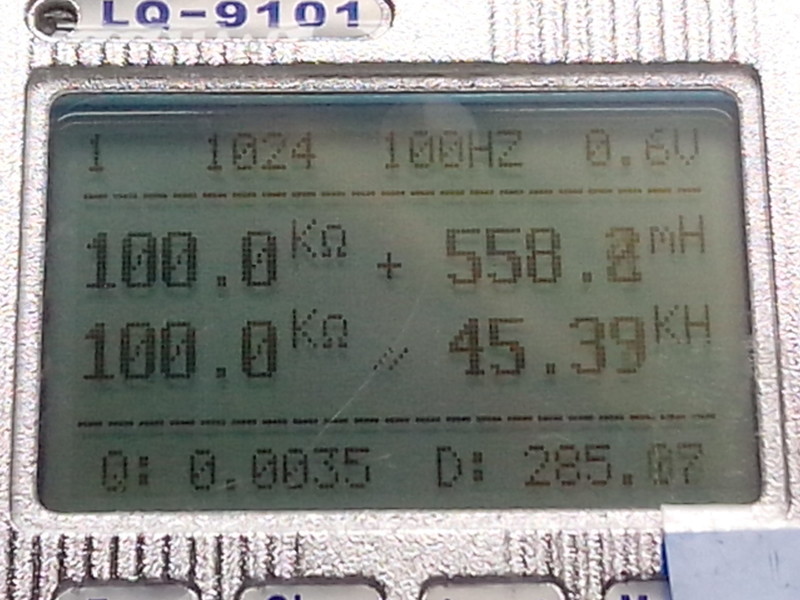 LQ-9101
1 1024 100HZ 0.6V
100.0 KΩ + 558.2 mH
100.0 KΩ // 45.39 KH
Q: 0.0035 D: 285.07